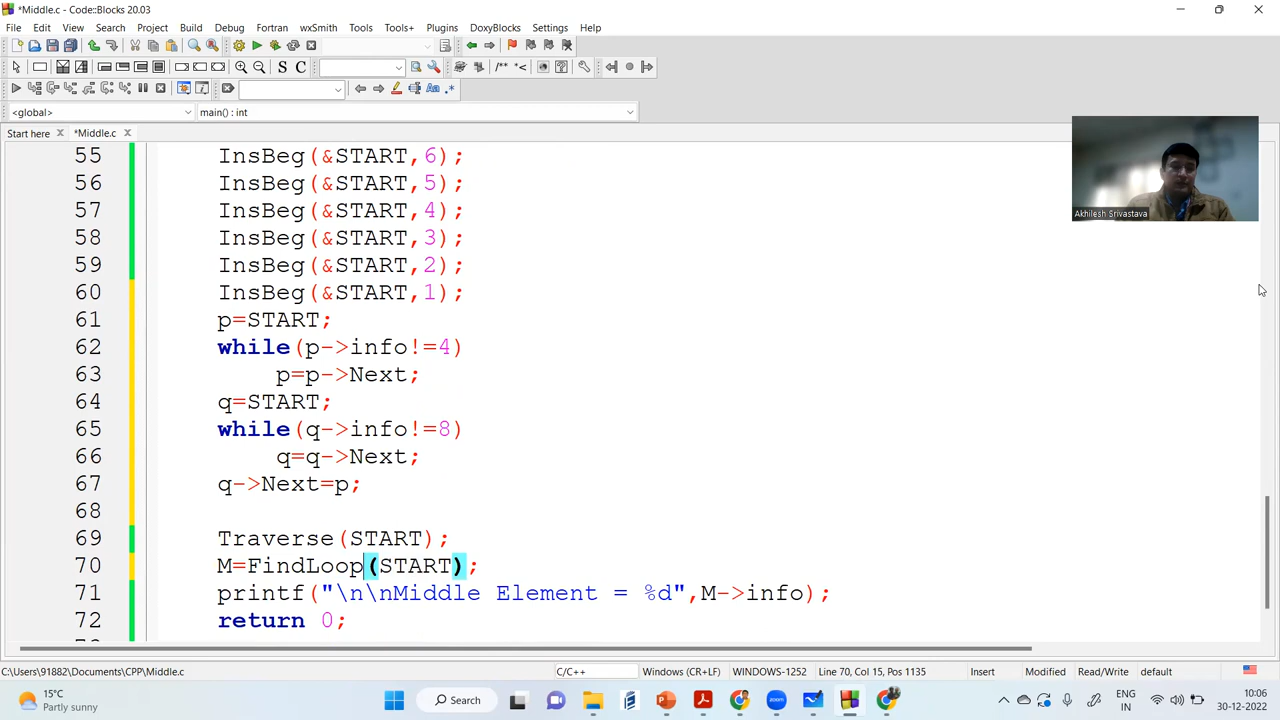 *Middle.c - Code::Blocks 20.03
File Edit View Search Project Build Debug Fortran wxSmith Tools Tools+ Plugins DoxyBlocks Settings Help
S C /** *<
Aa .*
<global> main() : int
Start here *Middle.c
55 InsBeg(&START,6);
56 InsBeg(&START,5);
57 InsBeg(&START,4);
58 InsBeg(&START,3);
59 InsBeg(&START,2);
60 InsBeg(&START,1);
61 p=START;
62 while(p->info!=4)
63 p=p->Next;
64 q=START;
65 while(q->info!=8)
66 q=q->Next;
67 q->Next=p;
68
69 Traverse(START);
70 M=FindLoop(START);
71 printf("\n\nMiddle Element = %d",M->info);
72 return 0;
Akhilesh Srivastava
C:\Users\91882\Documents\CPP\Middle.c C/C++ Windows (CR+LF) WINDOWS-1252 Line 70, Col 15, Pos 1135 Insert Modified Read/Write default
15°C
Partly sunny
Search
zoom
ENG
IN
10:06
30-12-2022